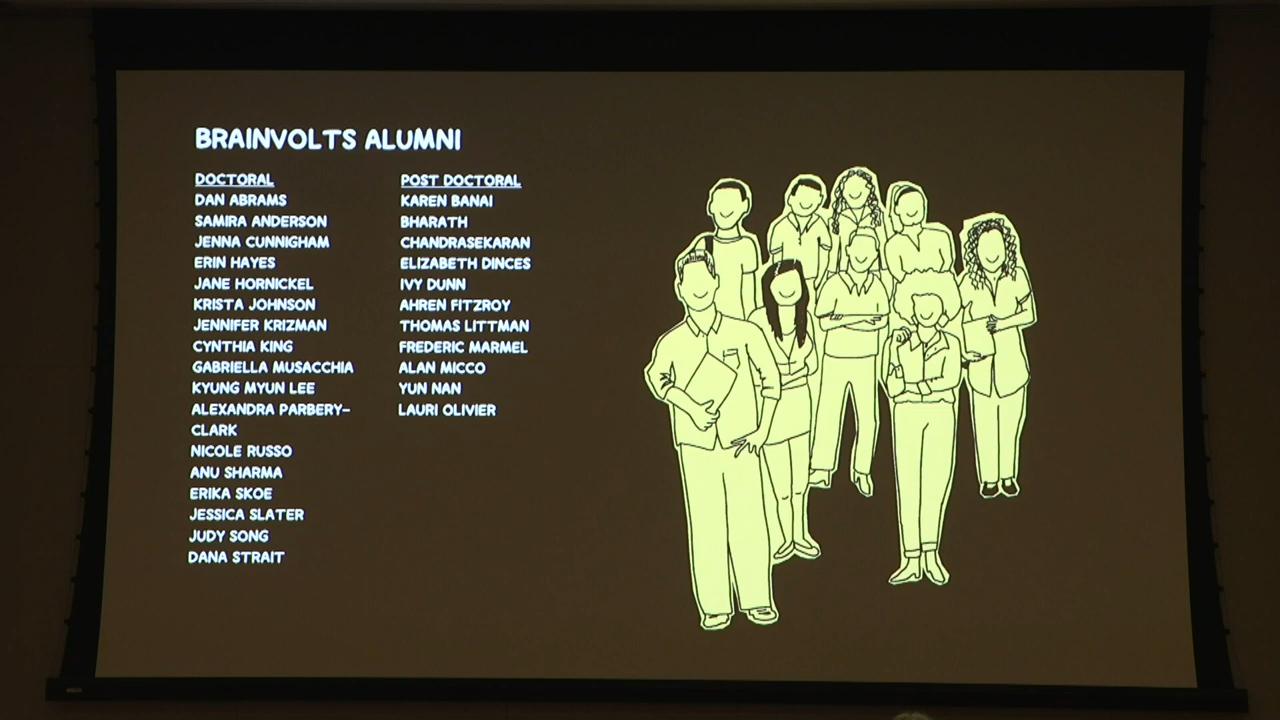 BRAINVOLTS ALUMNI
DOCTORAL
DAN ABRAMS
SAMIRA ANDERSON
JENNA CUNNIGHAM
ERIN HAYES
JANE HORNICKEL
KRISTA JOHNSON
JENNIFER KRIZMAN
CYNTHIA KING
GABRIELLA MUSACCHIA
KYUNG MYUN LEE
ALEXANDRA PARBERY-
CLARK
NICOLE RUSSO
ANU SHARMA
ERIKA SKOE
JESSICA SLATER
JUDY SONG
DANA STRAIT
POST DOCTORAL
KAREN BANAI
BHARATH
CHANDRASEKARAN
ELIZABETH DINCES
IVY DUNN
AHREN FITZROY
THOMAS LITTMAN
FREDERIC MARMEL
ALAN MICCO
YUN NAN
LAURI OLIVIER